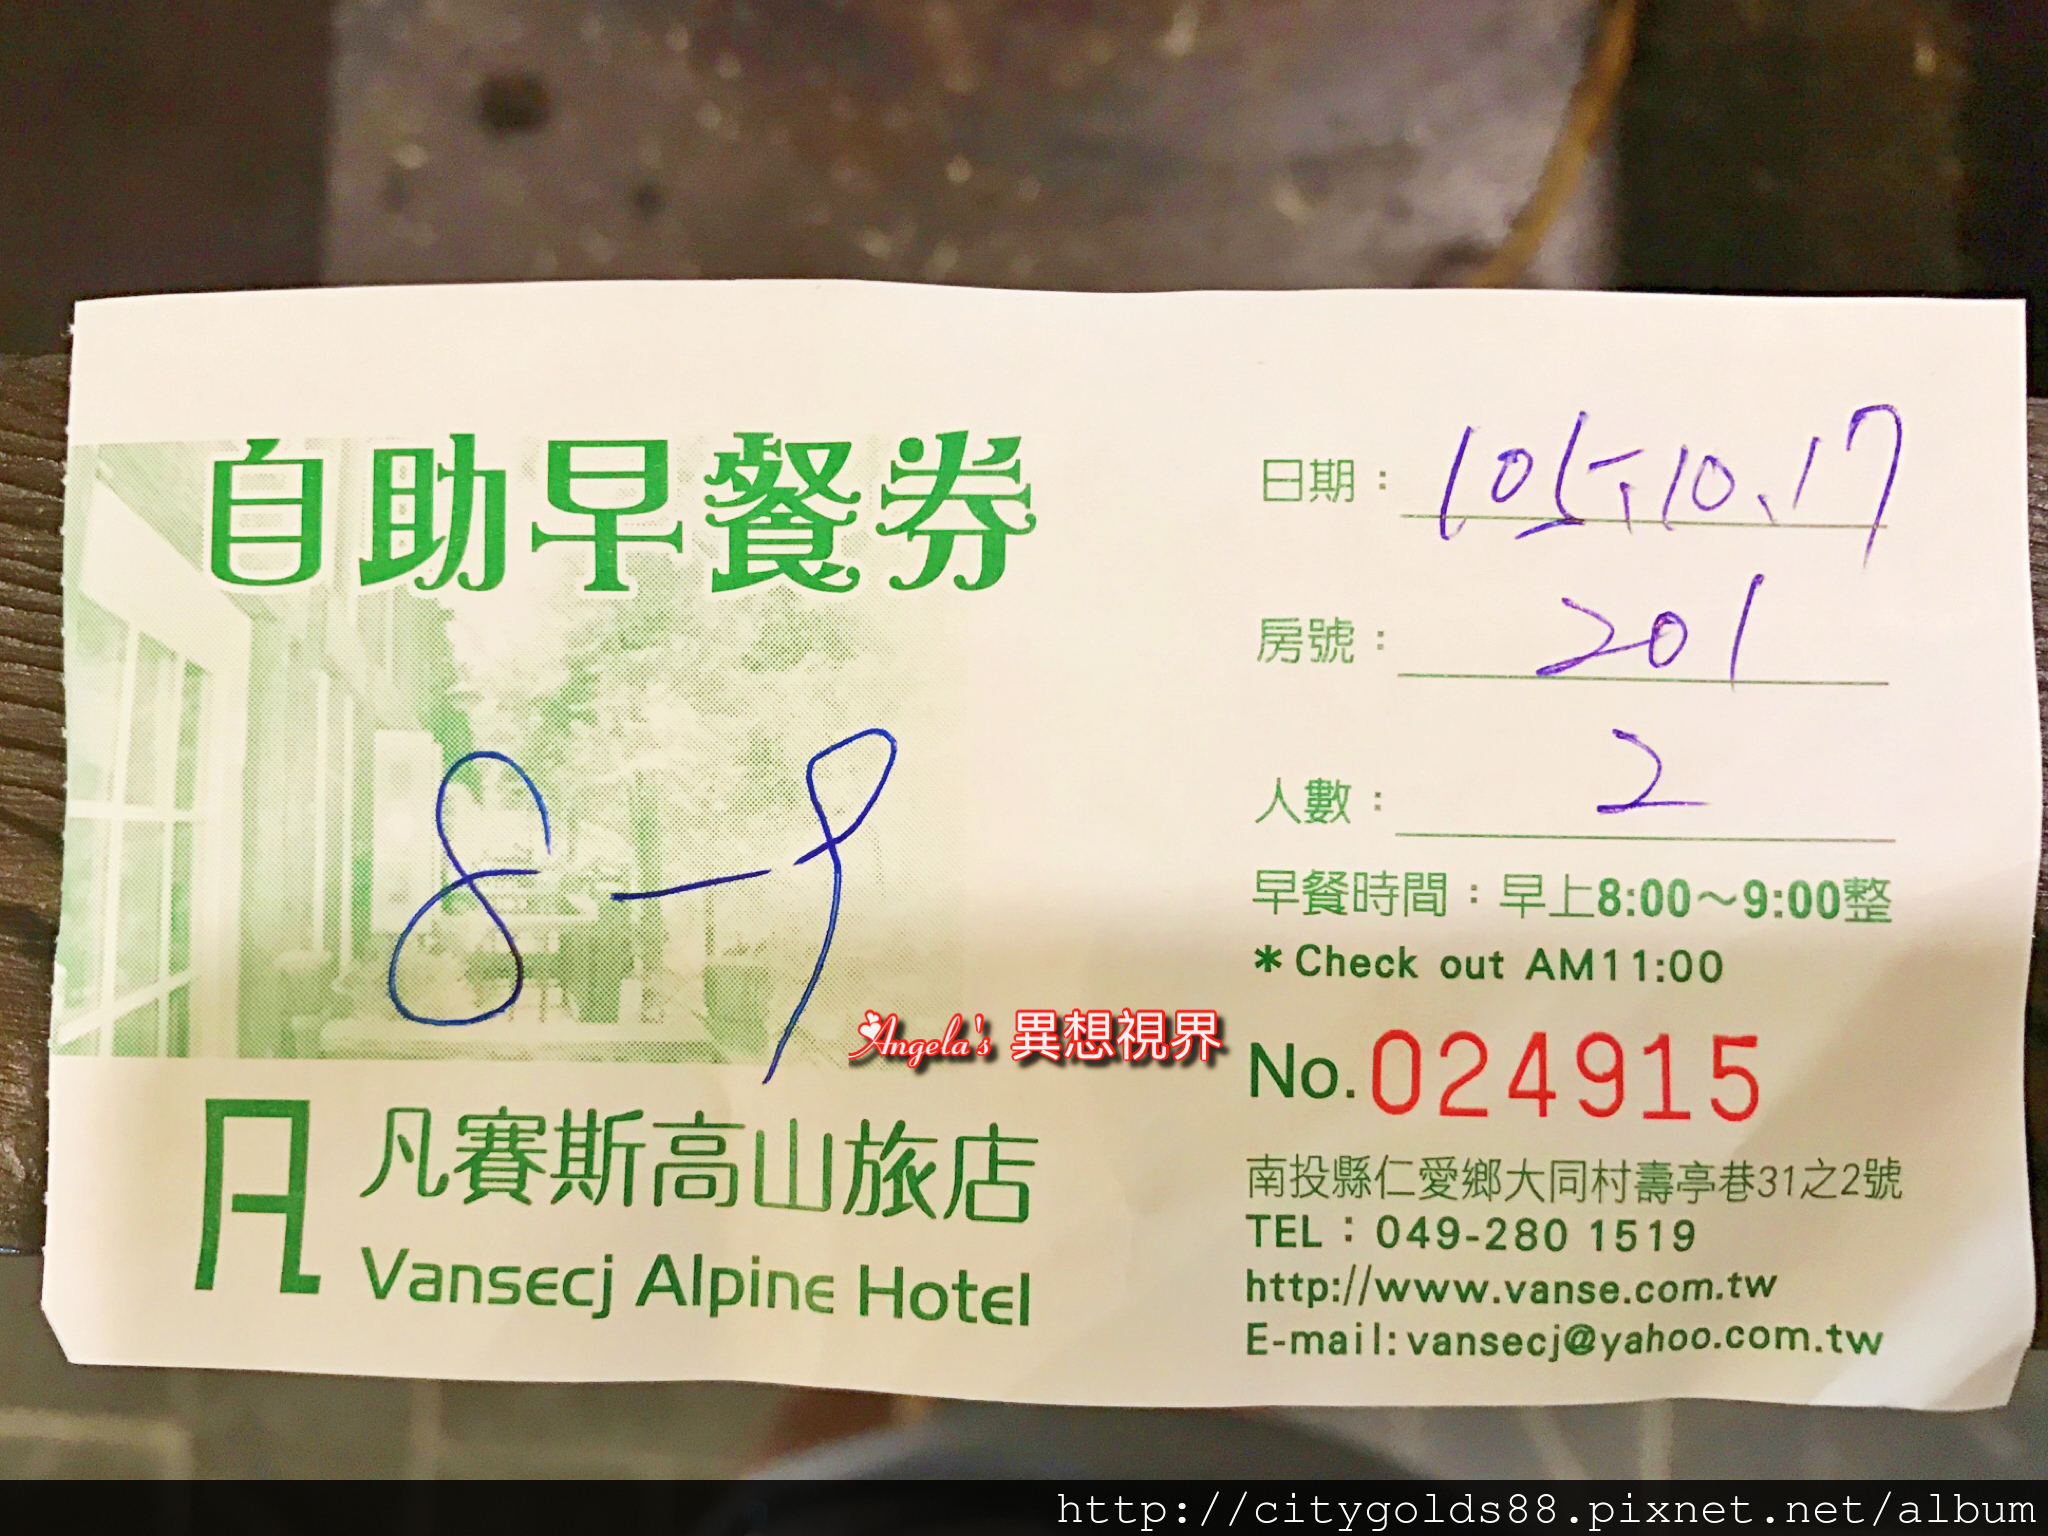 自助早餐券
8-9
凡賽斯高山旅店
Vansecj Alpine Hotel
日期：105.10.17
房號：201
人數：2
早餐時間：早上8:00～9:00整
＊Check out AM11:00
No.024915
南投縣仁愛鄉大同村壽亭巷31之2號
TEL：049-280 1519
http://www.vanse.com.tw
E-mail:vansecj@yahoo.com.tw
Angela's 異想視界
http://citygolds88.pixnet.net/album